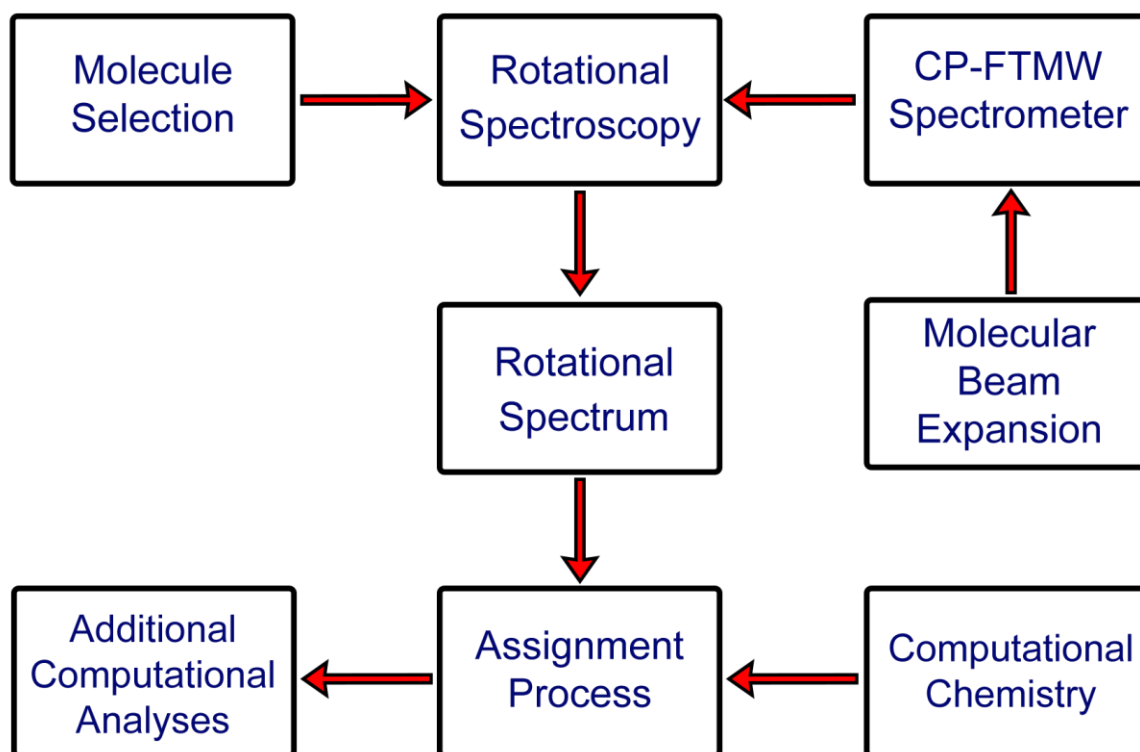 Molecule
Selection
Rotational
Spectroscopy
CP-FTMW
Spectrometer
Rotational
Spectrum
Molecular
Beam
Expansion
Additional
Computational
Analyses
Assignment
Process
Computational
Chemistry